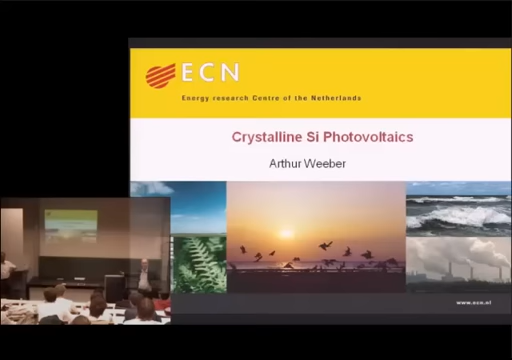 ECN
Energy research Centre of the Netherlands
Crystalline Si Photovoltaics
Arthur Weeber
www.ecn.nl